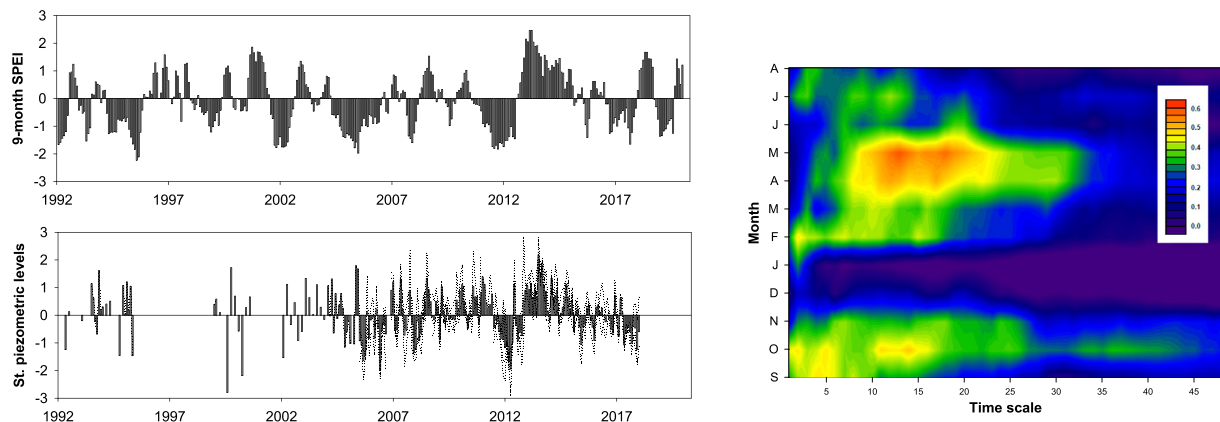 9-month SPEI
3
2
1
0
-1
-2
-3
1992 1997 2002 2007 2012 2017
St. piezometric levels
3
2
1
0
-1
-2
-3
1992 1997 2002 2007 2012 2017
Month
A
J
J
M
A
M
F
J
D
N
O
S
5 10 15 20 25 30 35 40 45
Time scale
0.6
0.5
0.4
0.3
0.2
0.1
0.0